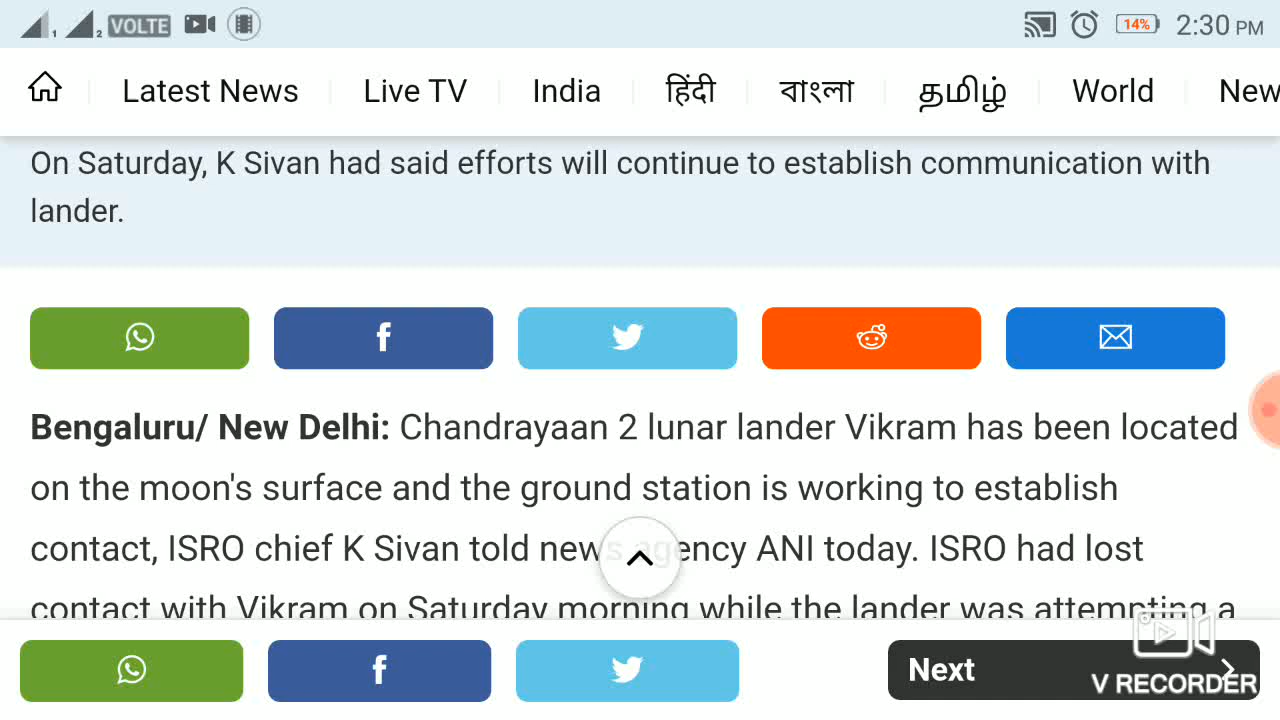 1 2 VOLTE 14% 2:30 PM
Latest News Live TV India हिंदी বাংলা தமிழ் World New
On Saturday, K Sivan had said efforts will continue to establish communication with
lander.
f
Bengaluru/ New Delhi: Chandrayaan 2 lunar lander Vikram has been located
on the moon's surface and the ground station is working to establish
contact, ISRO chief K Sivan told news agency ANI today. ISRO had lost
contact with Vikram on Saturday morning while the lander was attempting a
f
Next
V RECORDER